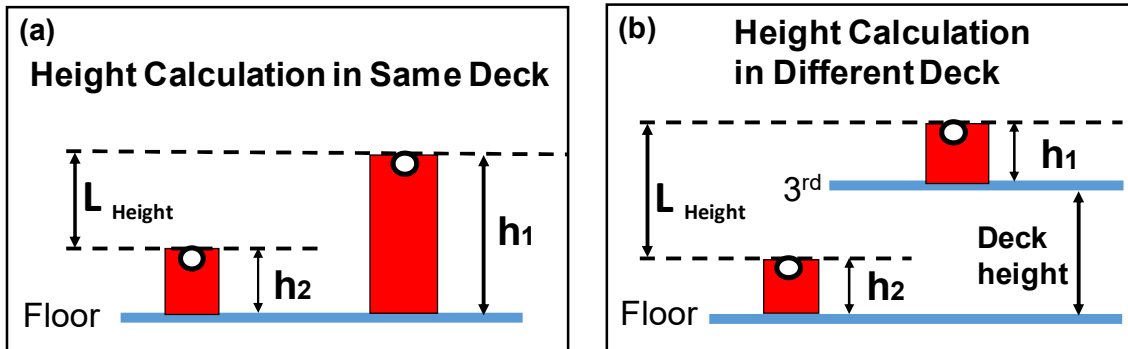 (a)
Height Calculation in Same Deck
L Height
h2
h1
Floor
(b)
Height Calculation
in Different Deck
L Height
h1
3rd
Deck
height
h2
Floor